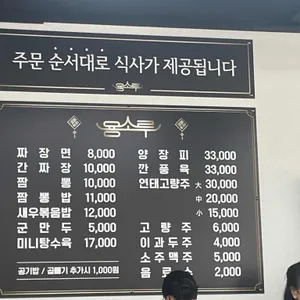 주문 순서대로 식사가 제공됩니다
용스루
용스루
짜장면 8,000
간짜장 10,000
짬뽕 10,000
짬뽕밥 11,000
새우볶음밥 12,000
군만두 5,000
미니탕수육 17,000
공기밥 / 곱빼기 추가시 1,000원
양장피 33,000
깐풍육 33,000
연태고량주 大 30,000
中 20,000
小 15,000
고량주 6,000
이과두주 4,000
소주맥주 5,000
음료수 2,000